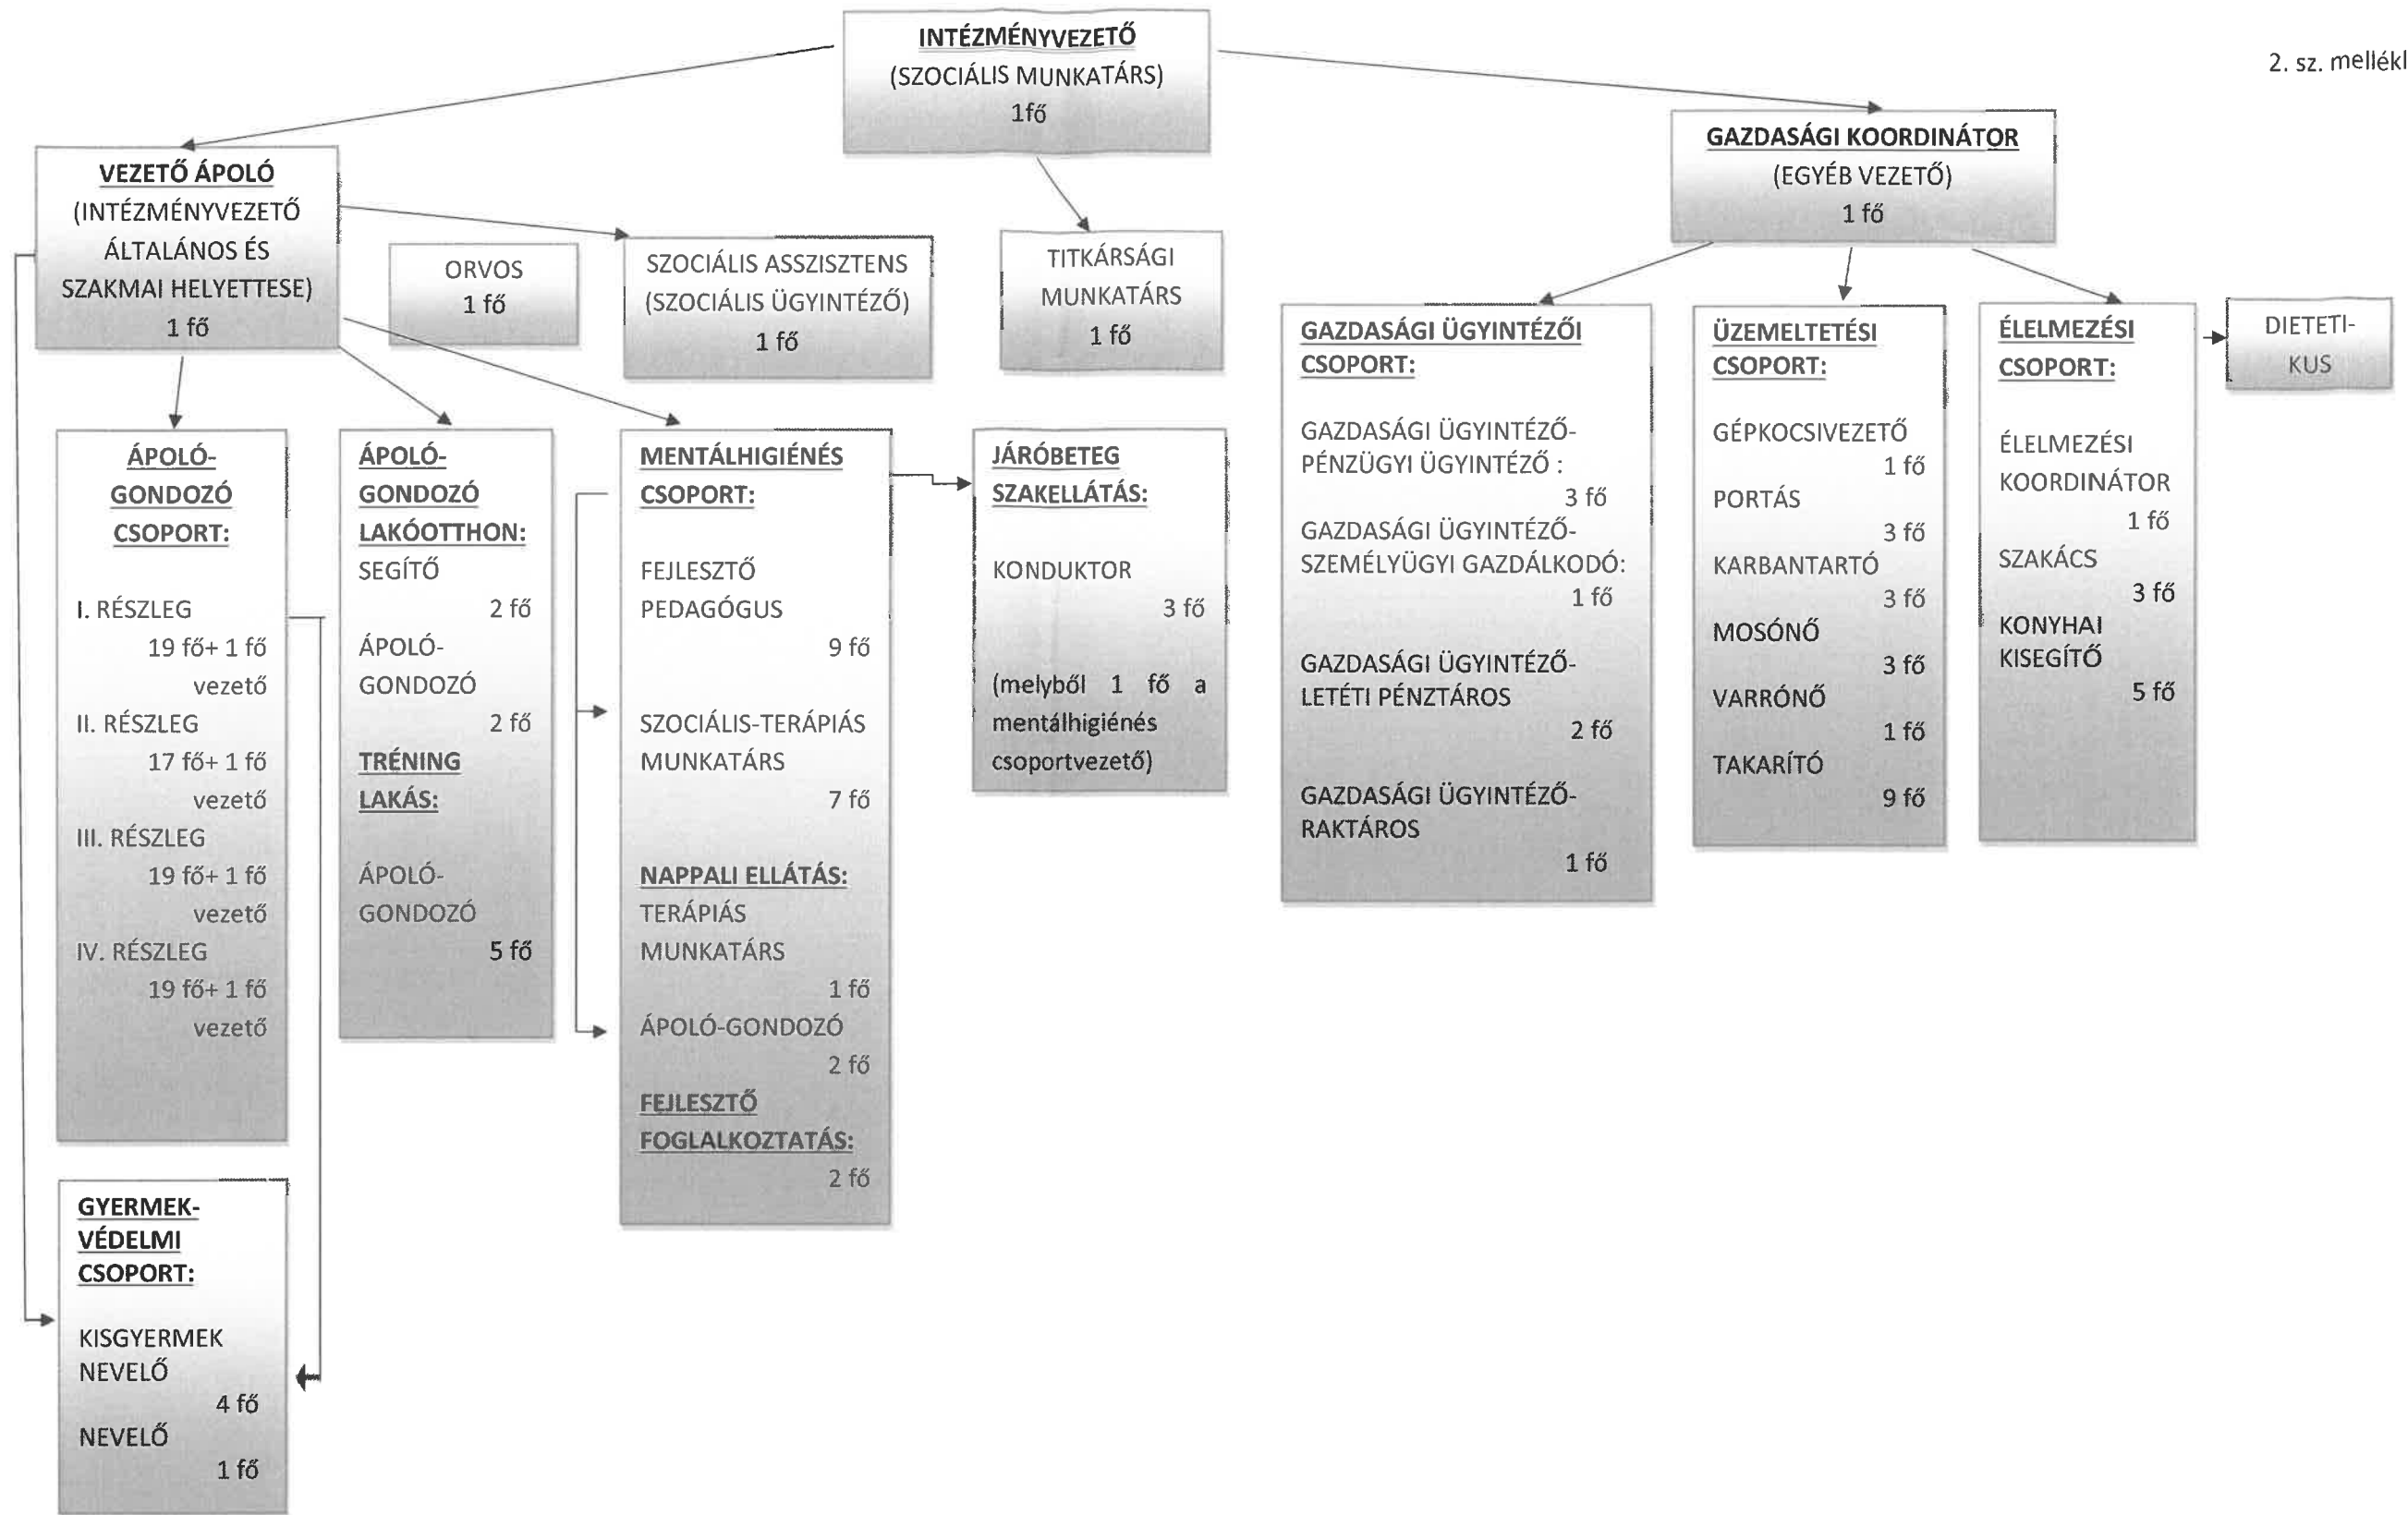 INTÉZMÉNYVEZETŐ
(SZOCIÁLIS MUNKATÁRS)
1fő
2. sz. mellékl
GAZDASÁGI KOORDINÁTOR
(EGYÉB VEZETŐ)
1 fő
VEZETŐ ÁPOLÓ
(INTÉZMÉNYVEZETŐ
ÁLTALÁNOS ÉS
SZAKMAI HELYETTESE)
1 fő
ORVOS
1 fő
SZOCIÁLIS ASSZISZTENS
(SZOCIÁLIS ÜGYINTÉZŐ)
1 fő
TITKÁRSÁGI
MUNKATÁRS
1 fő
GAZDASÁGI ÜGYINTÉZŐI
CSOPORT:
GAZDASÁGI ÜGYINTÉZŐ-
PÉNZÜGYI ÜGYINTÉZŐ :
3 fő
GAZDASÁGI ÜGYINTÉZŐ-
SZEMÉLYÜGYI GAZDÁLKODÓ:
1 fő
GAZDASÁGI ÜGYINTÉZŐ-
LETÉTI PÉNZTÁROS
2 fő
GAZDASÁGI ÜGYINTÉZŐ-
RAKTÁROS
1 fő
ÜZEMELTETÉSI
CSOPORT:
GÉPKOCSIVEZETŐ
1 fő
PORTÁS
3 fő
KARBANTARTÓ
3 fő
MOSÓNŐ
3 fő
VARRÓNŐ
1 fő
TAKARÍTÓ
9 fő
ÉLELMEZÉSI
CSOPORT:
ÉLELMEZÉSI
KOORDINÁTOR
1 fő
SZAKÁCS
3 fő
KONYHAI
KISEGÍTŐ
5 fő
DIETETI-
KUS
ÁPOLÓ-
GONDOZÓ
CSOPORT:
I. RÉSZLEG
19 fő+ 1 fő
vezető
II. RÉSZLEG
17 fő+ 1 fő
vezető
III. RÉSZLEG
19 fő+ 1 fő
vezető
IV. RÉSZLEG
19 fő+ 1 fő
vezető
ÁPOLÓ-
GONDOZÓ
LAKÓOTTHON:
SEGÍTŐ
2 fő
ÁPOLÓ-
GONDOZÓ
2 fő
TRÉNING
LAKÁS:
ÁPOLÓ-
GONDOZÓ
5 fő
MENTÁLHIGIÉNÉS
CSOPORT:
FEJLESZTŐ
PEDAGÓGUS
9 fő
SZOCIÁLIS-TERÁPIÁS
MUNKATÁRS
7 fő
NAPPALI ELLÁTÁS:
TERÁPIÁS
MUNKATÁRS
1 fő
ÁPOLÓ-GONDOZÓ
2 fő
FEJLESZTŐ
FOGLALKOZTATÁS:
2 fő
JÁRÓBETEG
SZAKELLÁTÁS:
KONDUKTOR
3 fő
(melyből 1 fő a
mentálhigiénés
csoportvezető)
GYERMEK-
VÉDELMI
CSOPORT:
KISGYERMEK
NEVELŐ
4 fő
NEVELŐ
1 fő